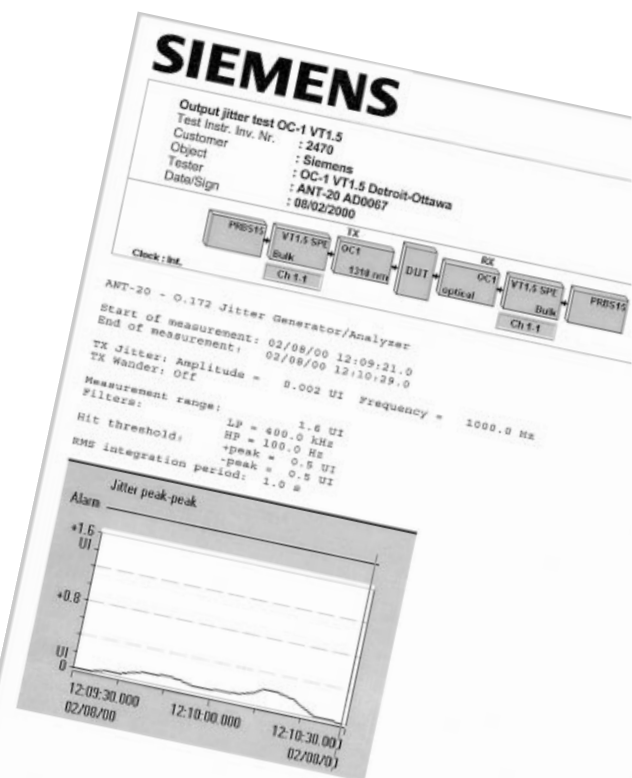 SIEMENS
Output jitter test OC-1 VT1.5
Test Instr. Inv. Nr. : 2470
Customer : Siemens
Object : OC-1 VT1.5 Detroit-Ottawa
Tester : ANT-20 AD0067
Date/Sign : 08/02/2000
TX RX
PRBS15 VT1.5 SPE Bulk OC1 1310 nm DUT OC1 optical VT1.5 SPE Bulk PRBS15
Clock : Int. Ch 1.1 Ch 1.1
ANT-20 - O.172 Jitter Generator/Analyzer
Start of measurement: 02/08/00 12:09:21.0
End of measurement: 02/08/00 12:10:29.0
TX Jitter: Amplitude = 0.002 UI Frequency = 1000.0 Hz
TX Wander: Off
Measurement range: 1.6 UI
Filters: LP = 400.0 kHz
HP = 100.0 Hz
Hit threshold: +peak = 0.5 UI
-peak = 0.5 UI
RMS integration period: 1.0 s
Jitter peak-peak
Alarm
+1.6
UI
+0.8
UI
0
12:09:30.000 12:10:00.000 12:10:30.00
02/08/00 02/08/0